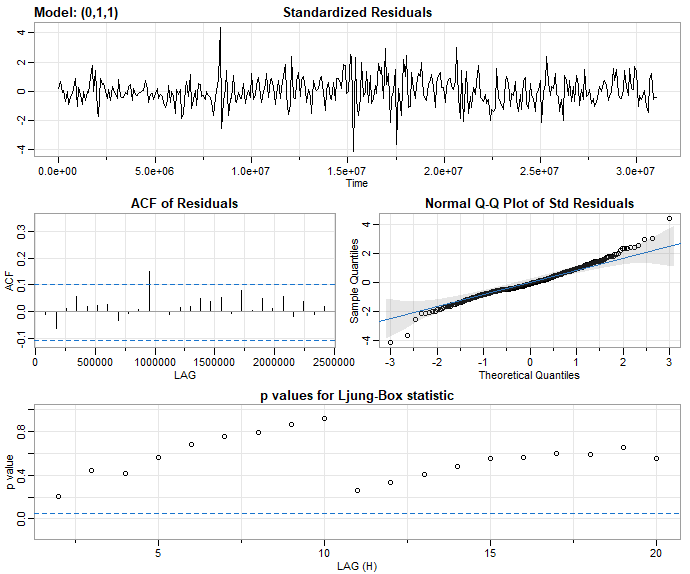 Model: (0,1,1) Standardized Residuals
4
2
0
-2
-4
0.0e+00 5.0e+06 1.0e+07 1.5e+07 2.0e+07 2.5e+07 3.0e+07
Time
ACF of Residuals
ACF
0.3
0.2
0.1
0.0
-0.1
0 500000 1000000 1500000 2000000 2500000
LAG
Normal Q-Q Plot of Std Residuals
Sample Quantiles
4
2
0
-2
-4
-3 -2 -1 0 1 2 3
Theoretical Quantiles
p values for Ljung-Box statistic
p value
0.8
0.4
0.0
5 10 15 20
LAG (H)